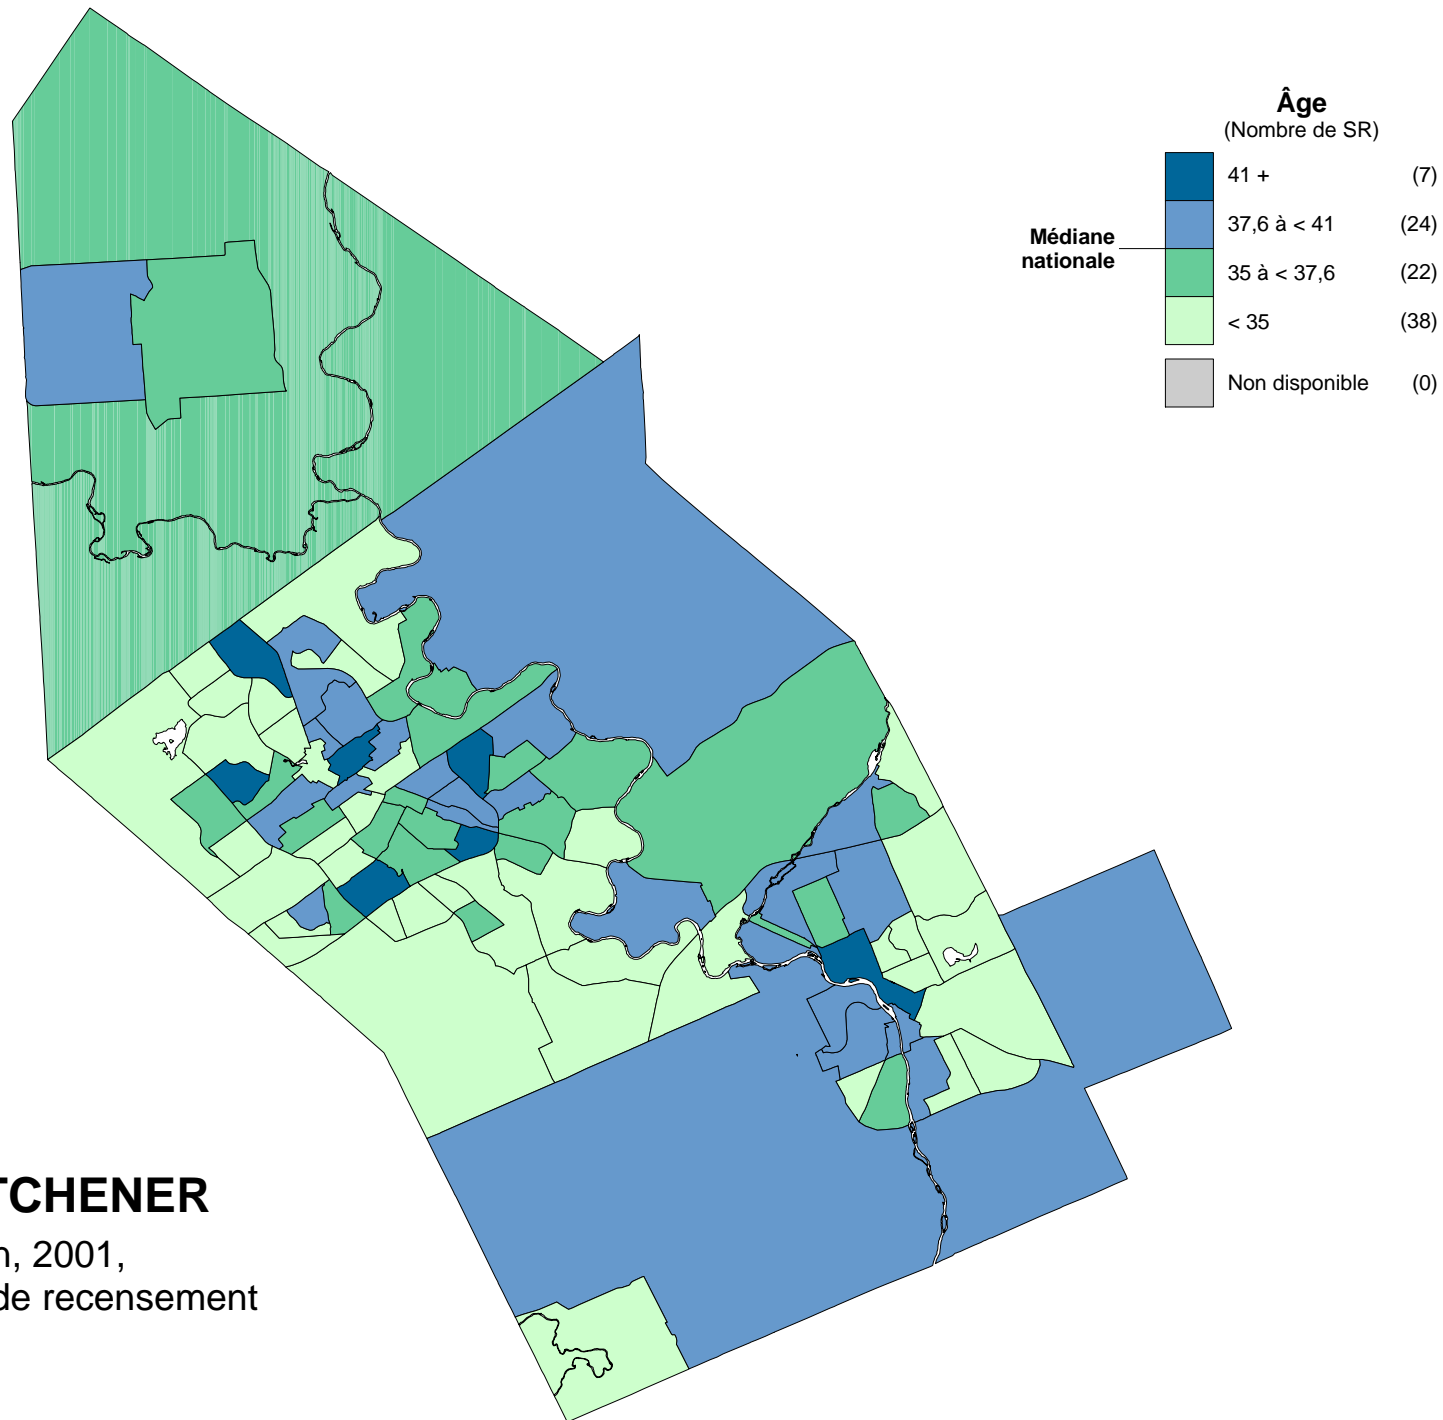 Âge
(Nombre de SR)
41 + (7)
37,6 à < 41 (24)
Médiane nationale
35 à < 37,6 (22)
< 35 (38)
Non disponible (0)
TCHENER
n, 2001,
de recensement